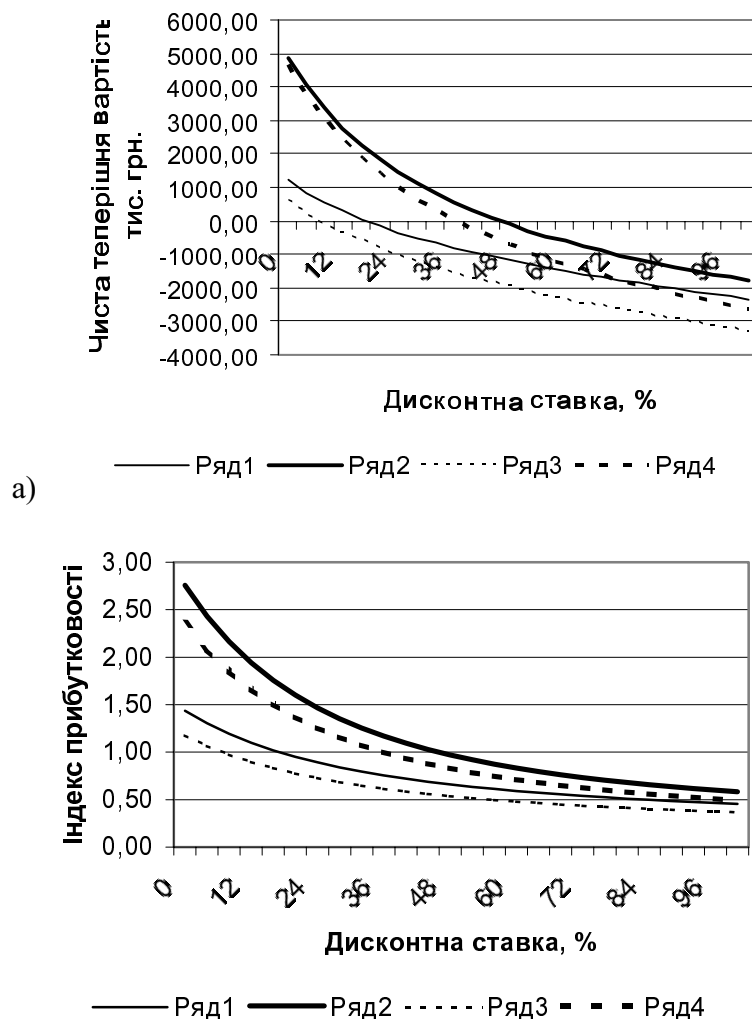 Чиста теперішня вартість
тис. грн.
6000,00
5000,00
4000,00
3000,00
2000,00
1000,00
0,00
-1000,00
-2000,00
-3000,00
-4000,00
0 12 24 36 48 60 72 84 96
Дисконтна ставка, %
Ряд1 Ряд2 Ряд3 Ряд4
а)
Індекс прибутковості
3,00
2,50
2,00
1,50
1,00
0,50
0,00
0 12 24 36 48 60 72 84 96
Дисконтна ставка, %
Ряд1 Ряд2 Ряд3 Ряд4